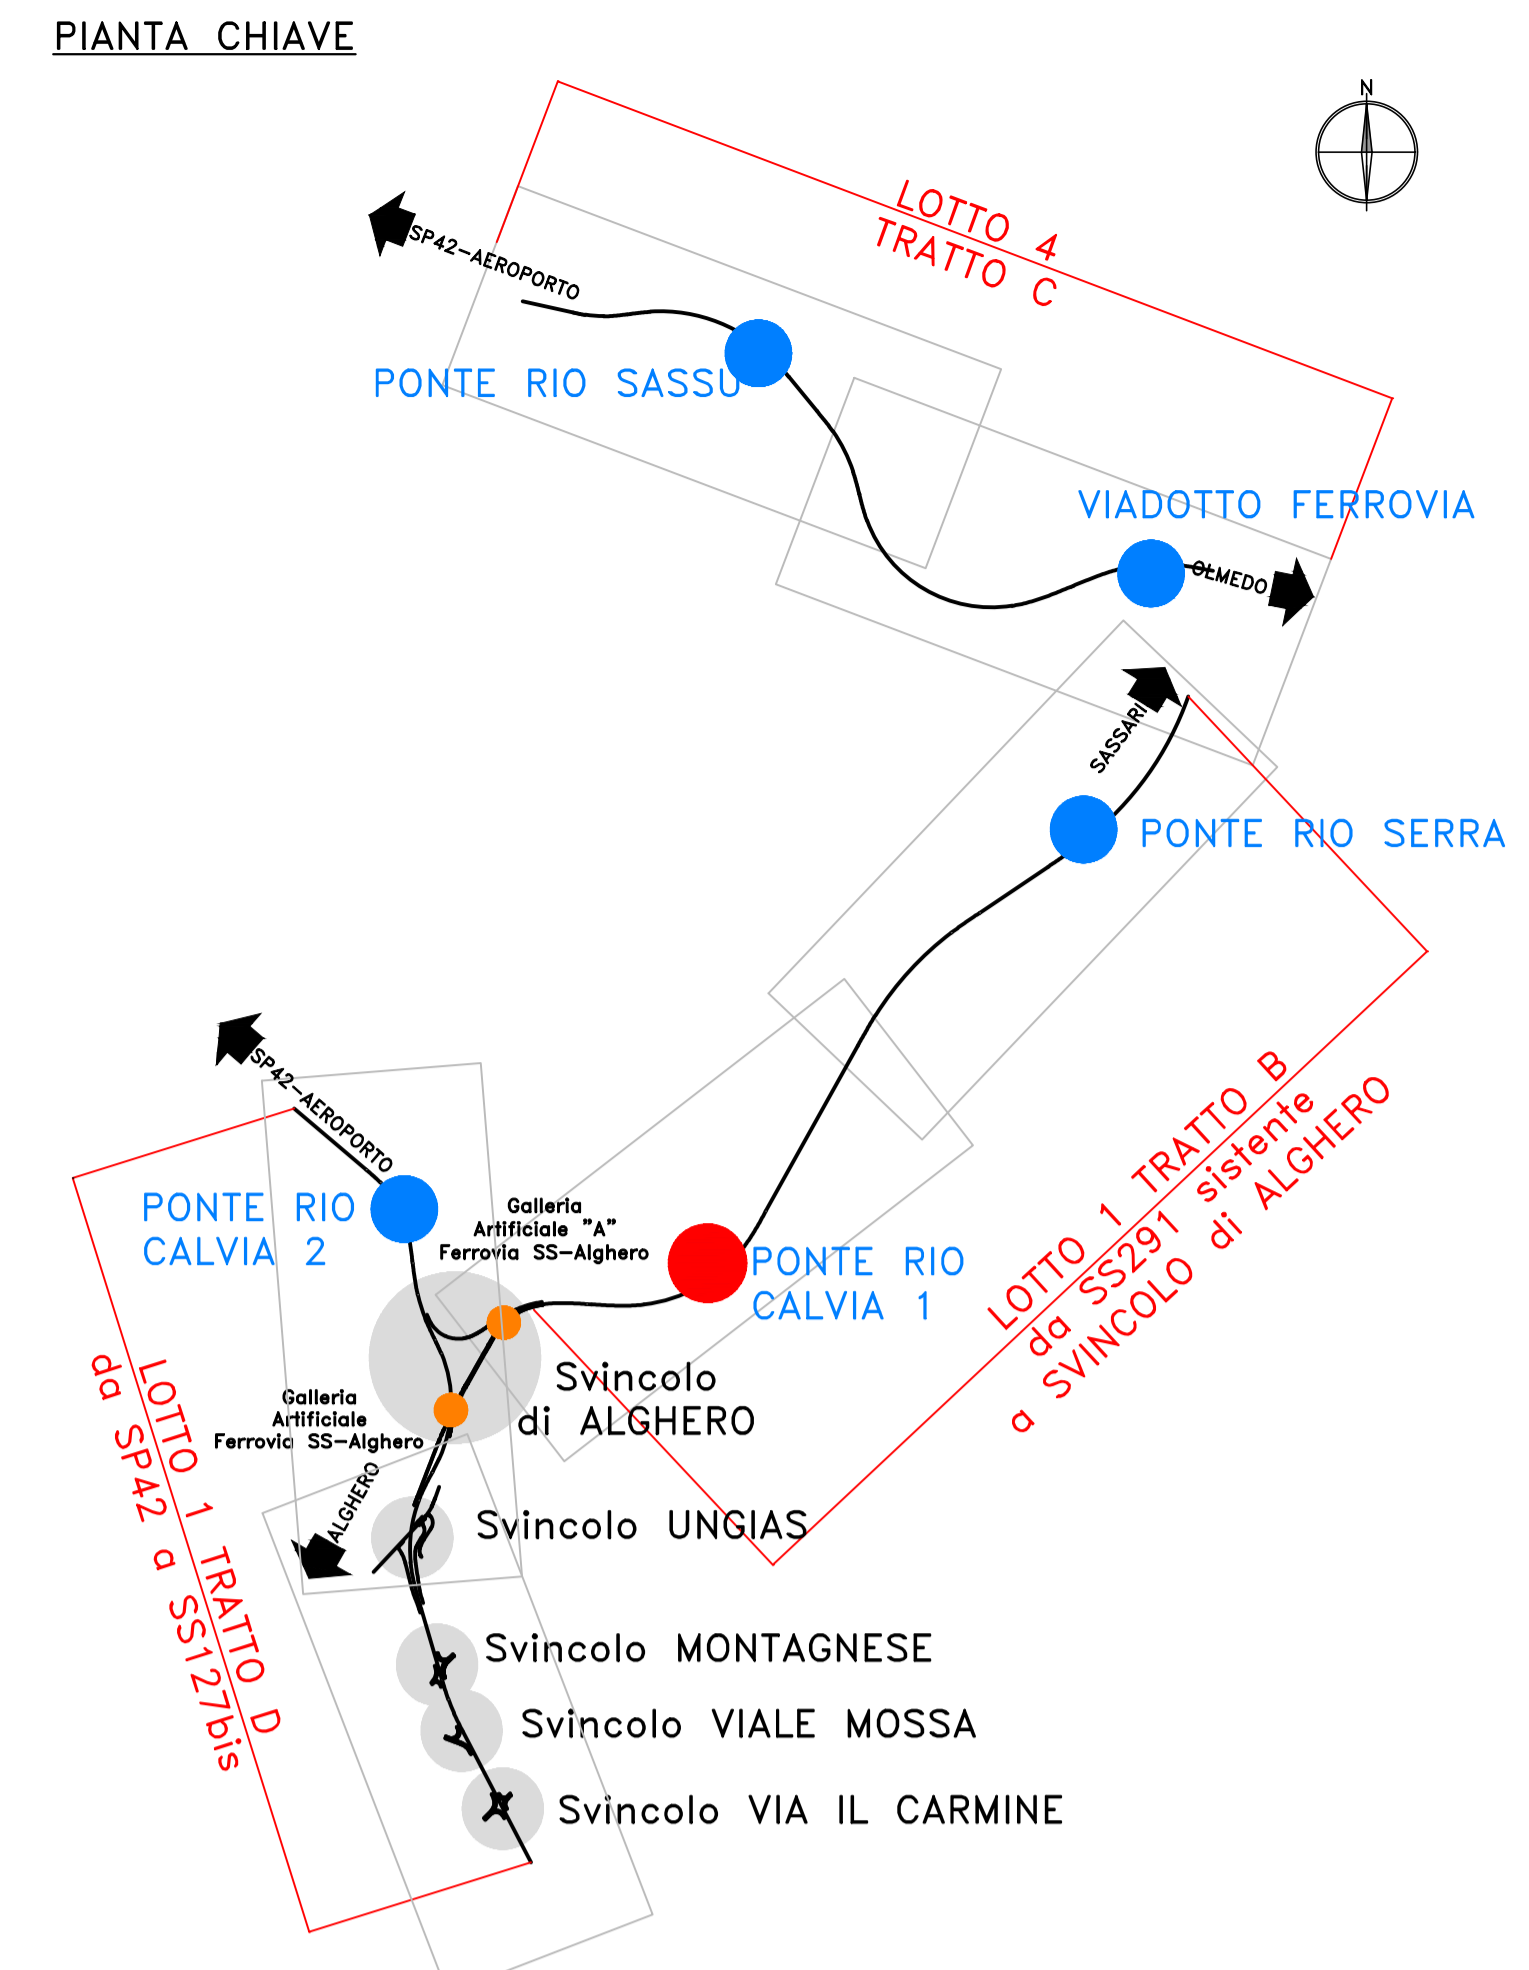 PIANTA CHIAVE
N
LOTTO 4
TRATTO C
SP42-AEROPORTO
PONTE RIO SASSU
VIADOTTO FERROVIA
OLMEDO
SASSARI
PONTE RIO SERRA
SP42-AEROPORTO
PONTE RIO
CALVIA 2
Galleria
Artificiale "A"
Ferrovia SS-Alghero
PONTE RIO
CALVIA 1
LOTTO 1 TRATTO B
da SS291 sistente
a SVINCOLO di ALGHERO
Svincolo
di ALGHERO
Galleria
Artificiale
Ferrovia SS-Alghero
ALGHERO
LOTTO 1 TRATTO D
da SP42 a SS127bis
Svincolo UNGIAS
Svincolo MONTAGNESE
Svincolo VIALE MOSSA
Svincolo VIA IL CARMINE